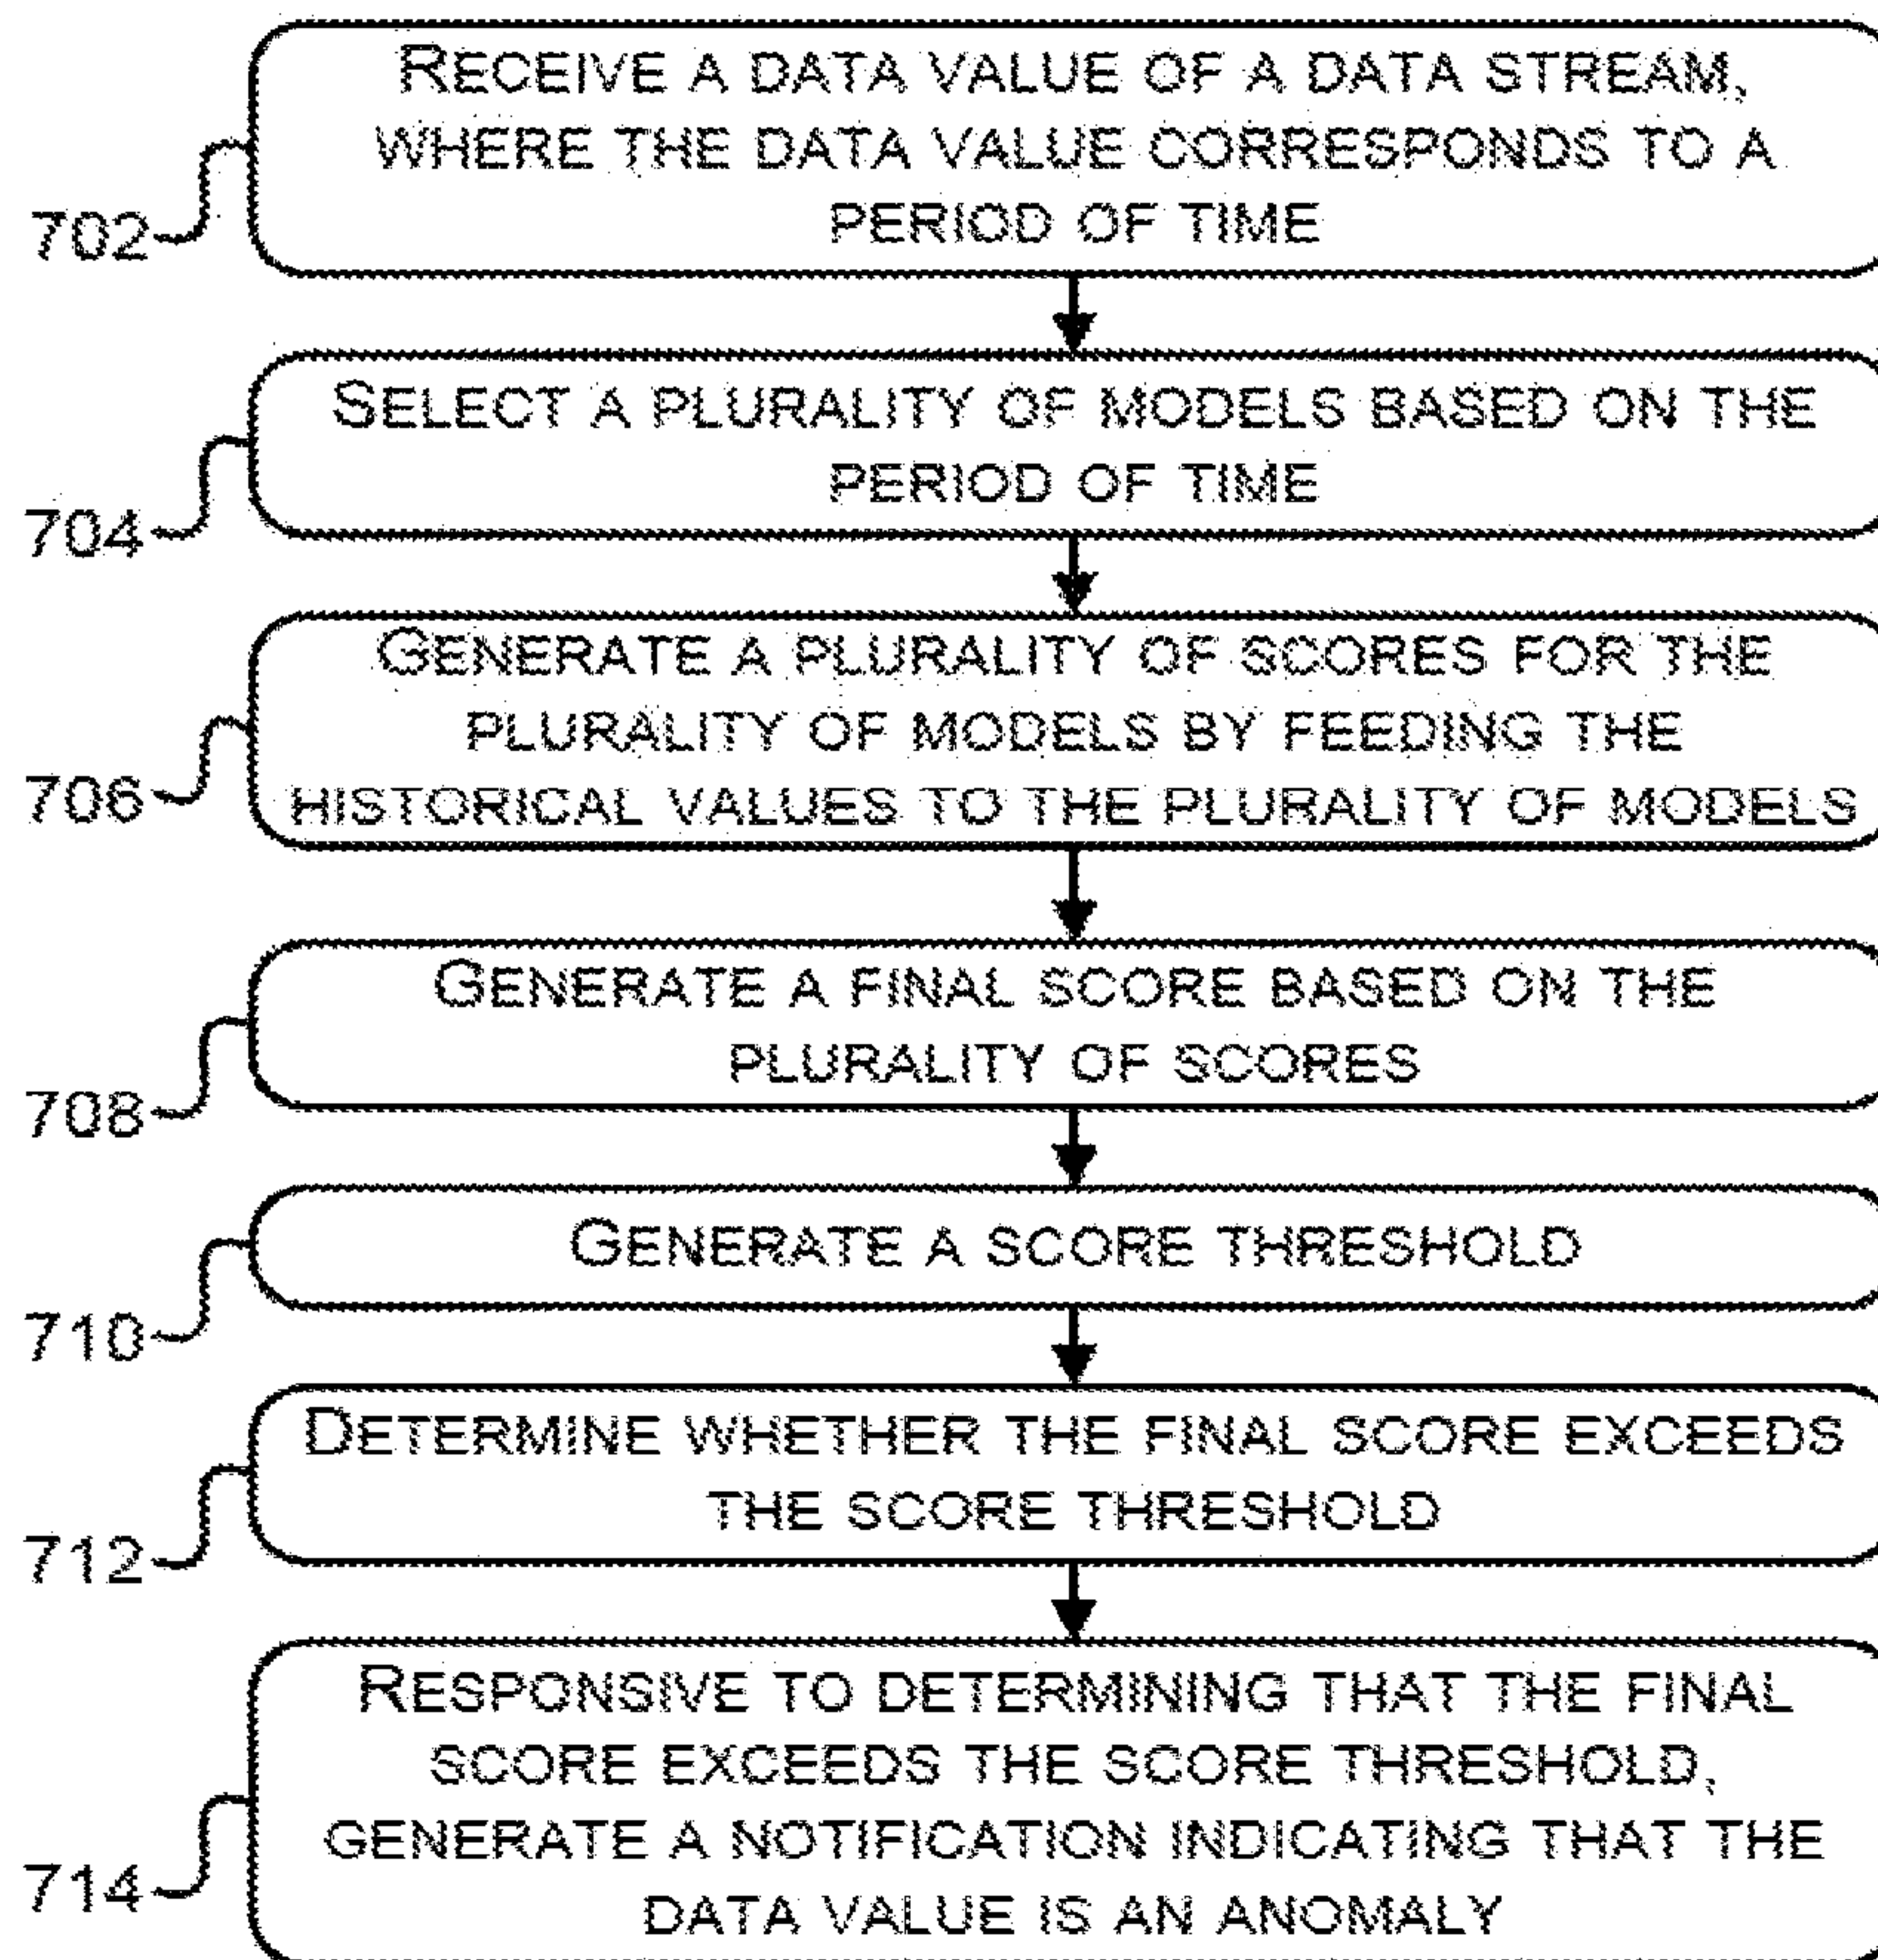 RECEIVE A DATA VALUE OF A DATA STREAM,
WHERE THE DATA VALUE CORRESPONDS TO A
PERIOD OF TIME
702
SELECT A PLURALITY OF MODELS BASED ON THE
PERIOD OF TIME
704
GENERATE A PLURALITY OF SCORES FOR THE
PLURALITY OF MODELS BY FEEDING THE
HISTORICAL VALUES TO THE PLURALITY OF MODELS
706
GENERATE A FINAL SCORE BASED ON THE
PLURALITY OF SCORES
708
GENERATE A SCORE THRESHOLD
710
DETERMINE WHETHER THE FINAL SCORE EXCEEDS
THE SCORE THRESHOLD
712
RESPONSIVE TO DETERMINING THAT THE FINAL
SCORE EXCEEDS THE SCORE THRESHOLD,
GENERATE A NOTIFICATION INDICATING THAT THE
DATA VALUE IS AN ANOMALY
714